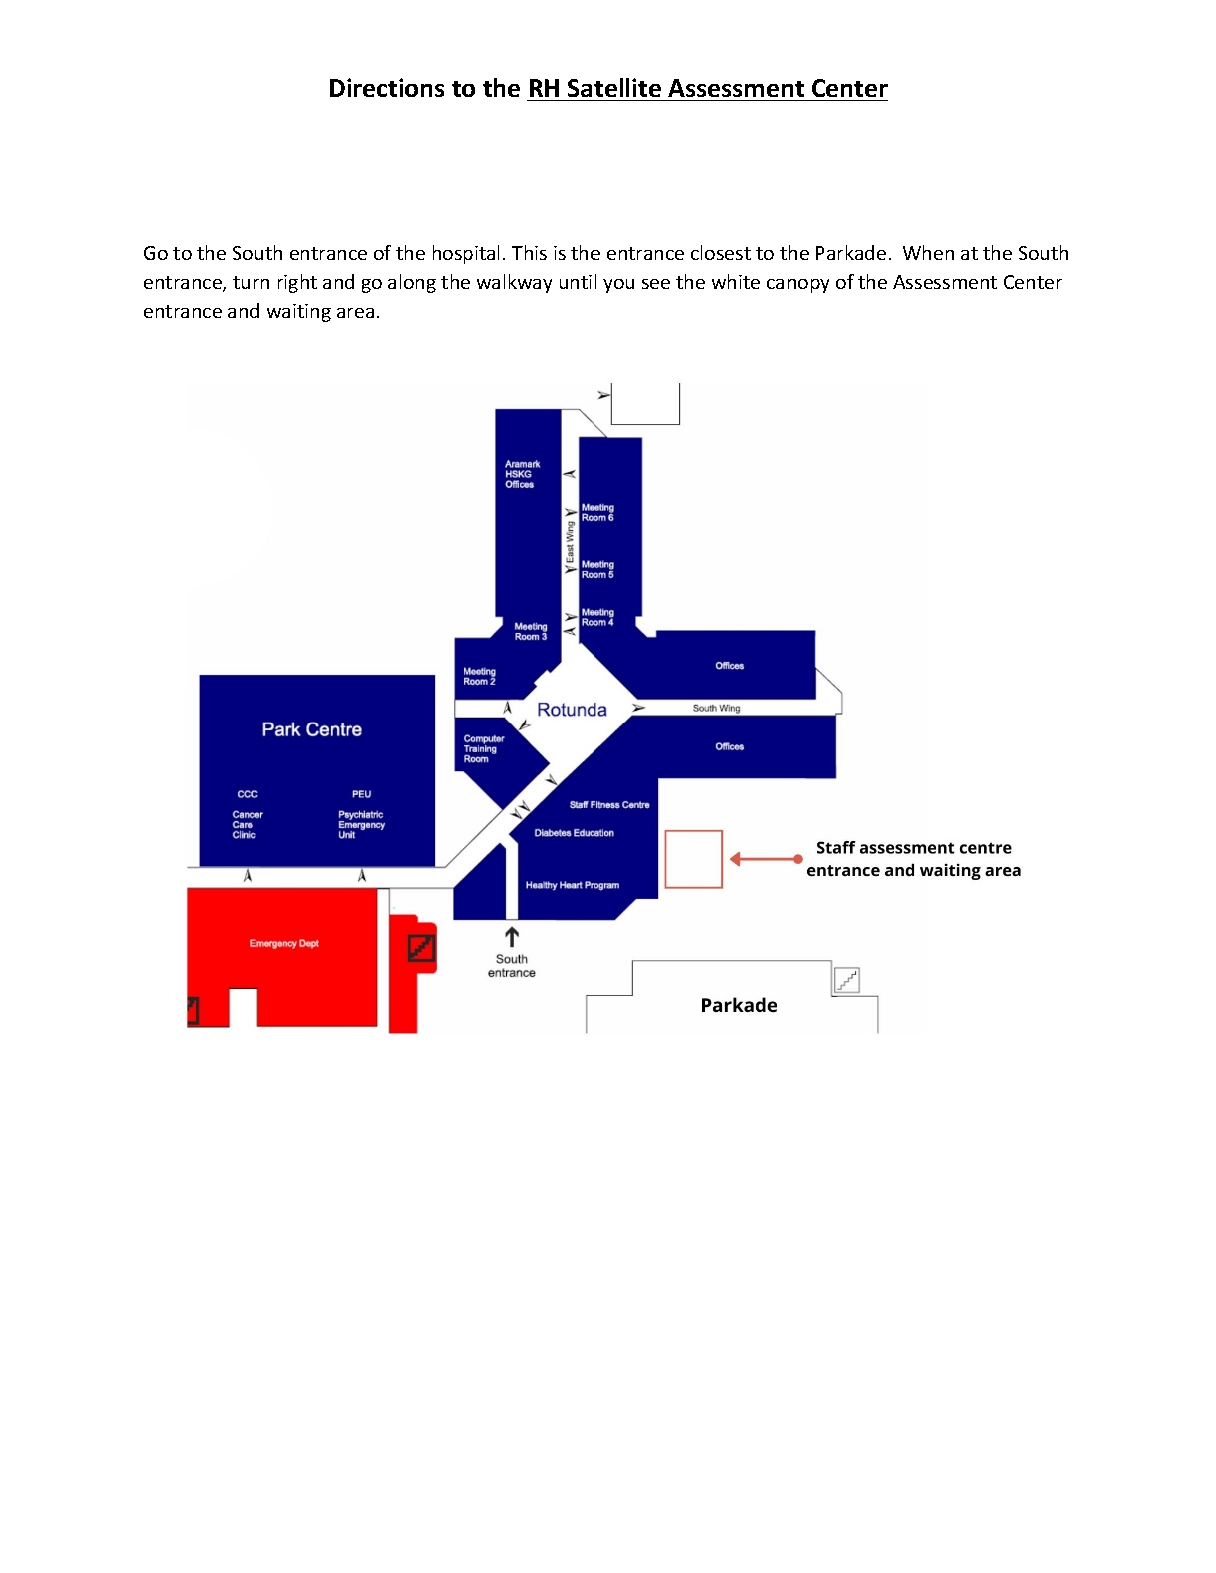 Directions to the RH Satellite Assessment Center
Go to the South entrance of the hospital. This is the entrance closest to the Parkade.  When at the South
entrance, turn right and go along the walkway until you see the white canopy of the Assessment Center
entrance and waiting area.
Aramark
HSKG
Offices
Meeting
Room 6
East Wing
Meeting
Room 5
Meeting
Room 4
Meeting
Room 3
Meeting
Room 2
Offices
Rotunda
South Wing
Park Centre
Computer
Training
Room
Offices
CCC
Cancer
Care
Clinic
PEU
Psychiatric
Emergency
Unit
Staff Fitness Centre
Diabetes Education
Healthy Heart Program
Staff assessment centre
entrance and waiting area
Emergency Dept
South
entrance
Parkade